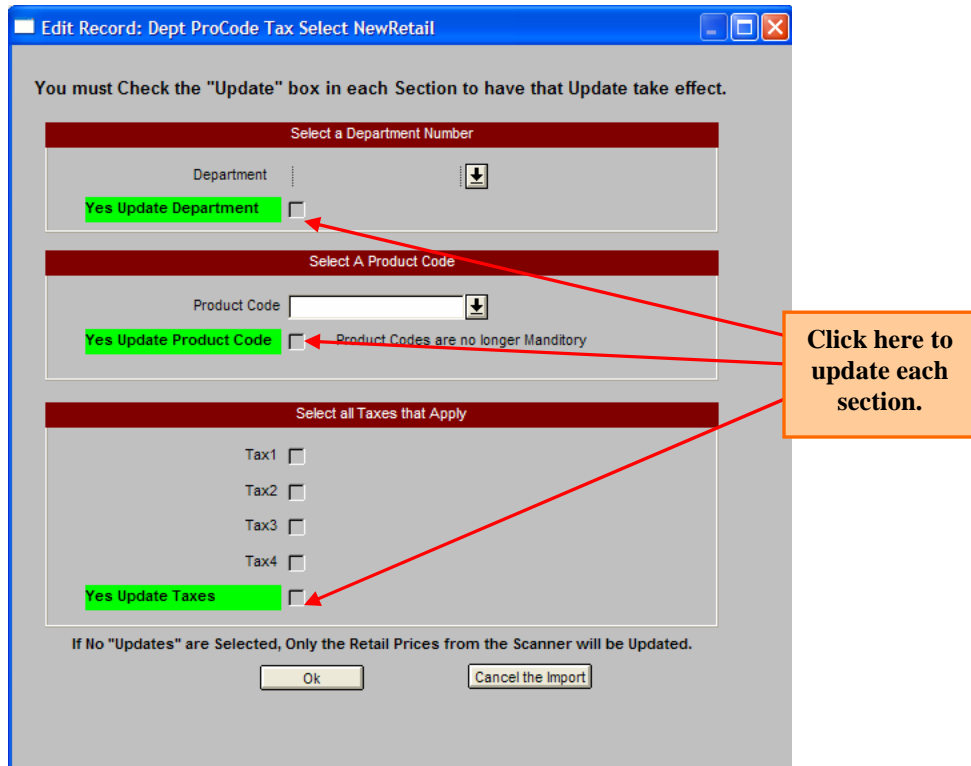 Edit Record: Dept ProCode Tax Select NewRetail
You must Check the "Update" box in each Section to have that Update take effect.
Select a Department Number
Department
Yes Update Department
Select A Product Code
Product Code
Yes Update Product Code
Product Codes are no longer Manditory
Click here to
update each
section.
Select all Taxes that Apply
Tax1
Tax2
Tax3
Tax4
Yes Update Taxes
If No "Updates" are Selected, Only the Retail Prices from the Scanner will be Updated.
Ok
Cancel the Import